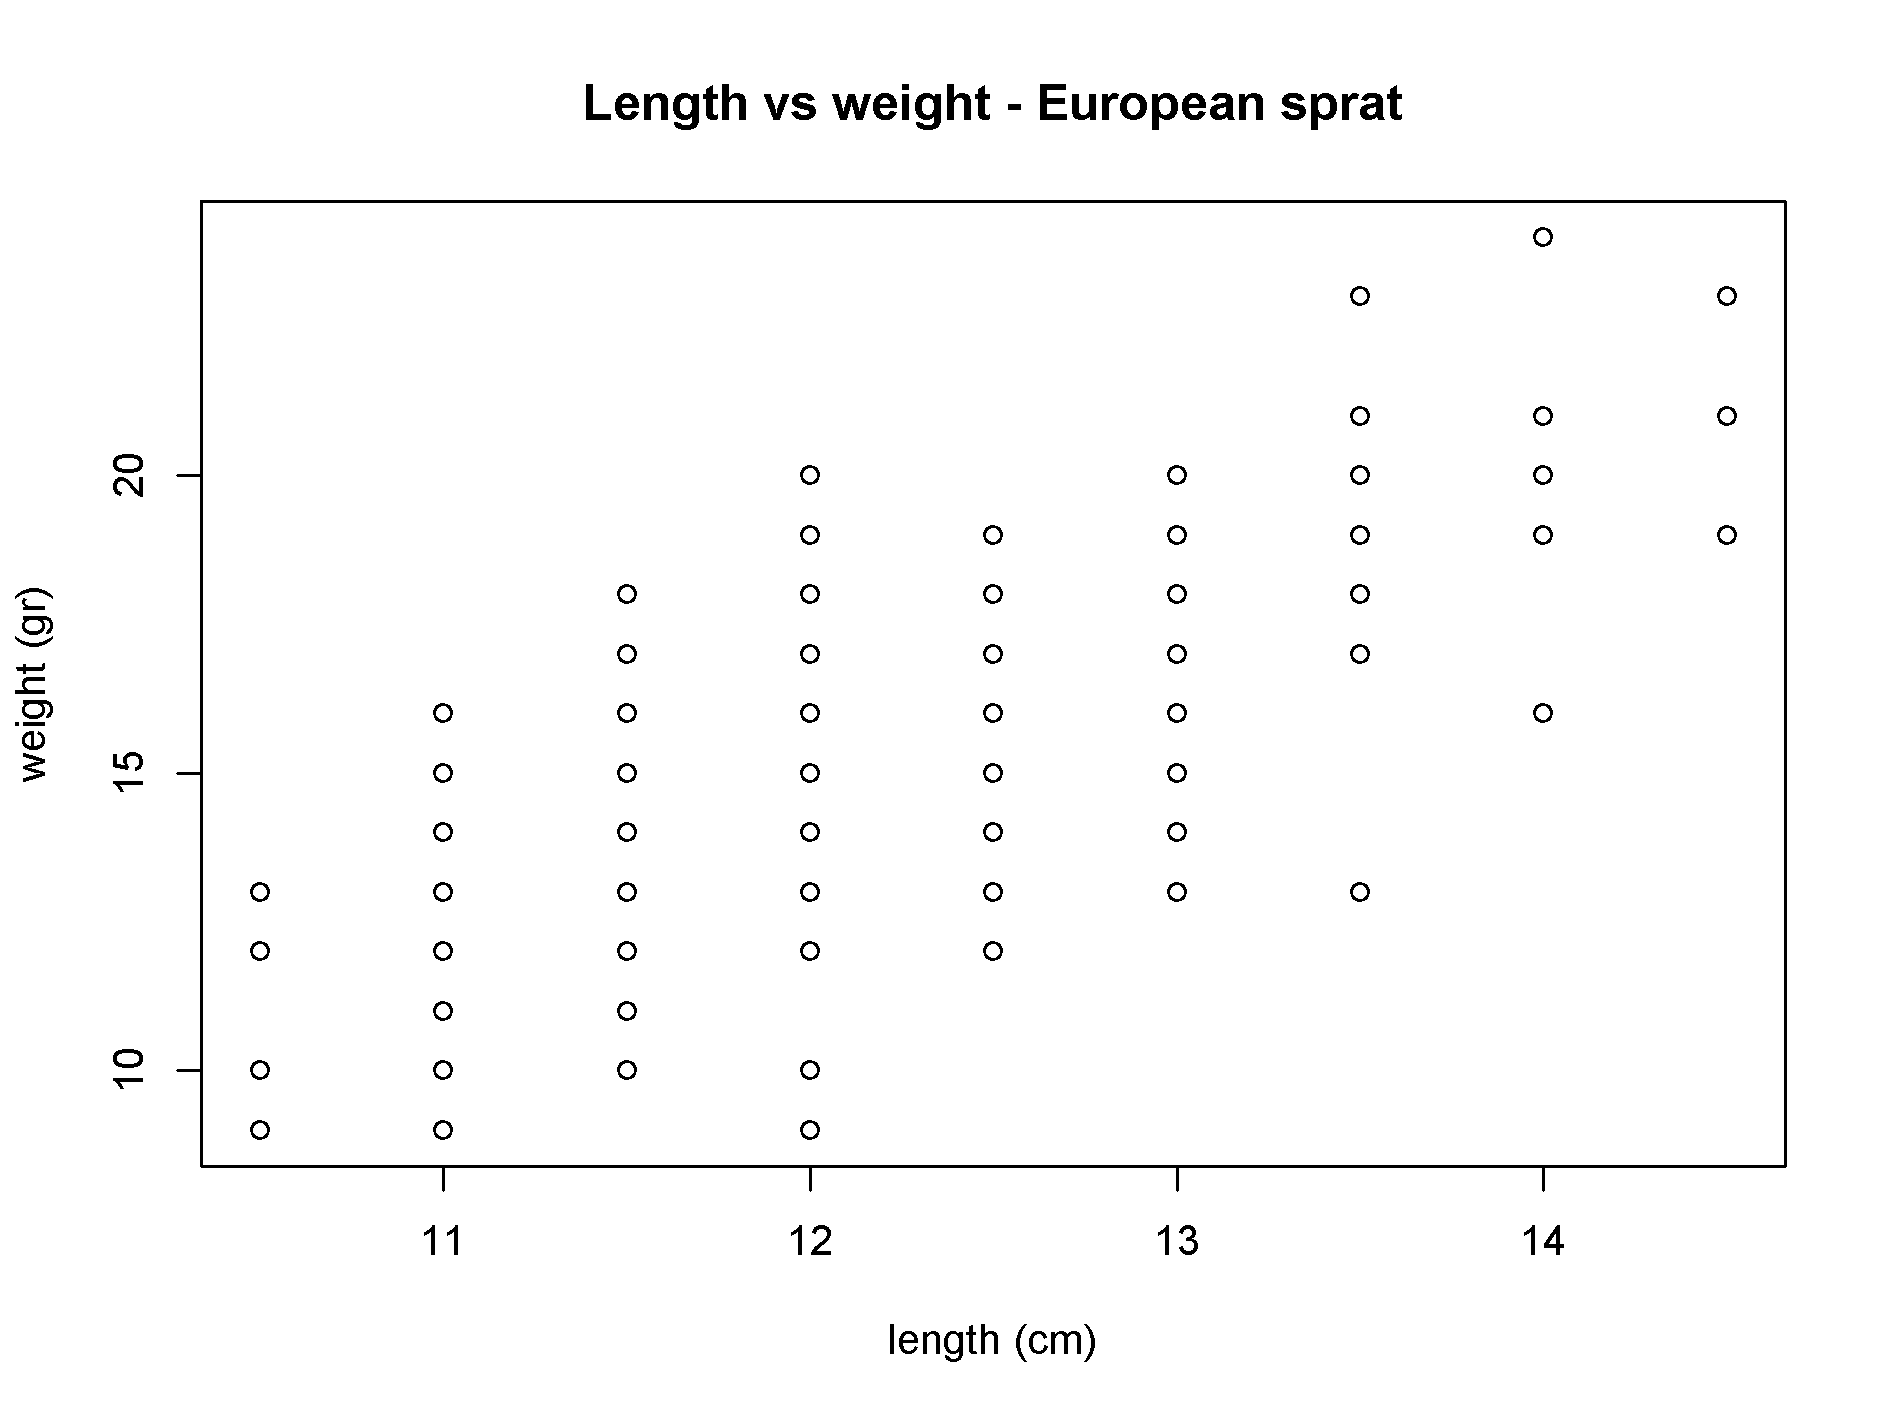 Length vs weight - European sprat
weight (gr)
20
15
10
11 12 13 14
length (cm)